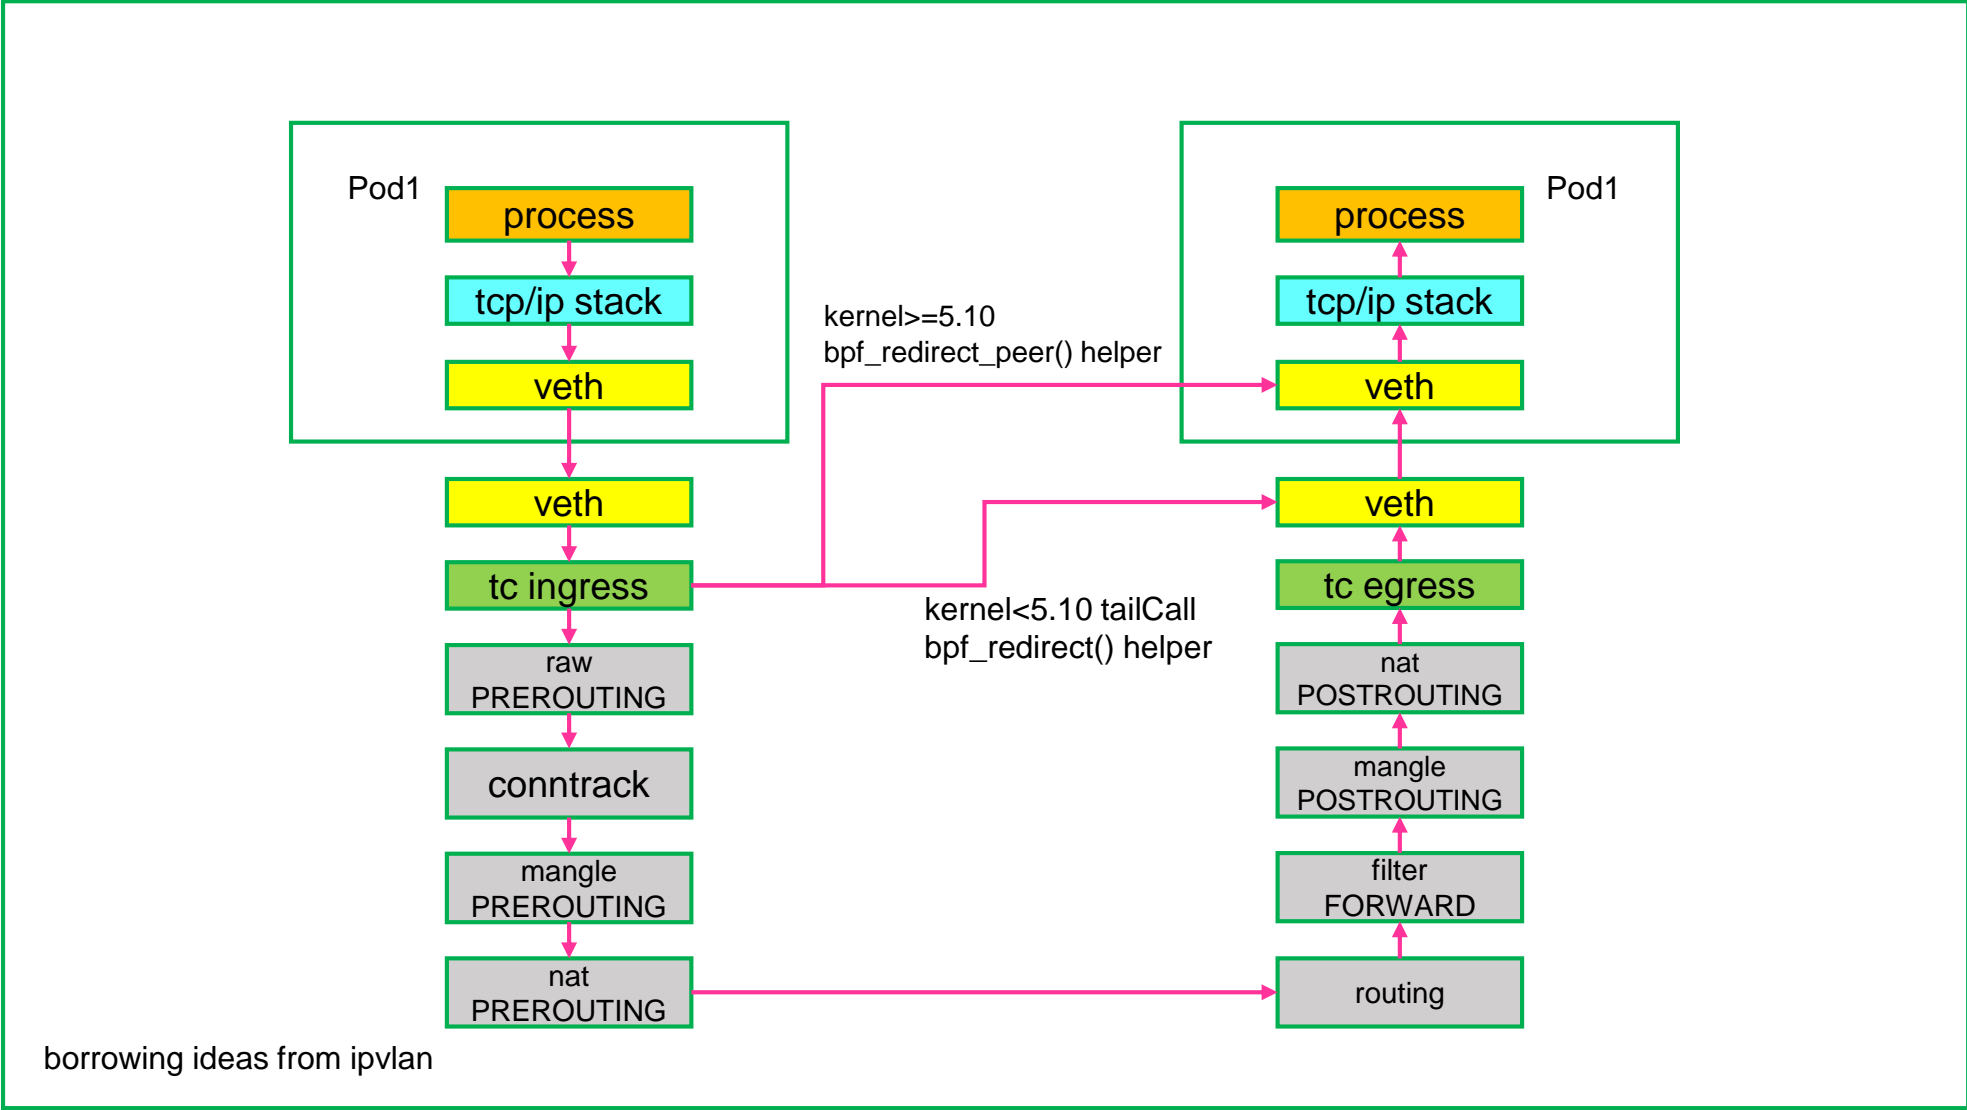 Pod1
process
tcp/ip stack
veth
veth
tc ingress
raw
PREROUTING
conntrack
mangle
PREROUTING
nat
PREROUTING
kernel>=5.10
bpf_redirect_peer() helper
kernel<5.10 tailCall
bpf_redirect() helper
Pod1
process
tcp/ip stack
veth
veth
tc egress
nat
POSTROUTING
mangle
POSTROUTING
filter
FORWARD
routing
borrowing ideas from ipvlan